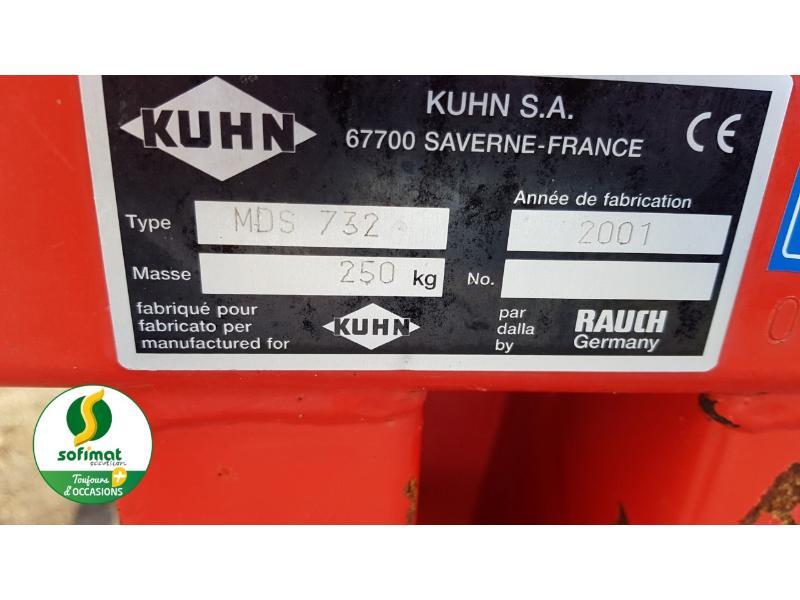 KUHN
KUHN S.A.
67700 SAVERNE-FRANCE
CE
Type MDS 732
Année de fabrication
2001
Masse 250 kg
No.
fabriqué pour
fabricato per
manufactured for
KUHN
par
dalla
by
RAUCH
Germany
sofimat
occasion
Toujours +
d'OCCASIONS